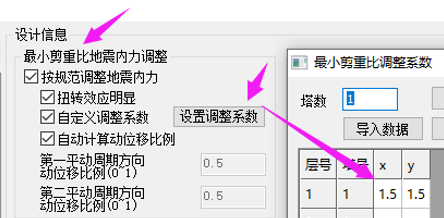 设计信息
最小剪重比地震内力调整
按规范调整地震内力
扭转效应明显
自定义调整系数 设置调整系数
自动计算动位移比例
第一平动周期方向
动位移比例(0~1) 0.5
第二平动周期方向
动位移比例(0~1) 0.5
最小剪重比调整系数
塔数 1
导入数据
层号 塔号 x y
1 1 1.5 1.5